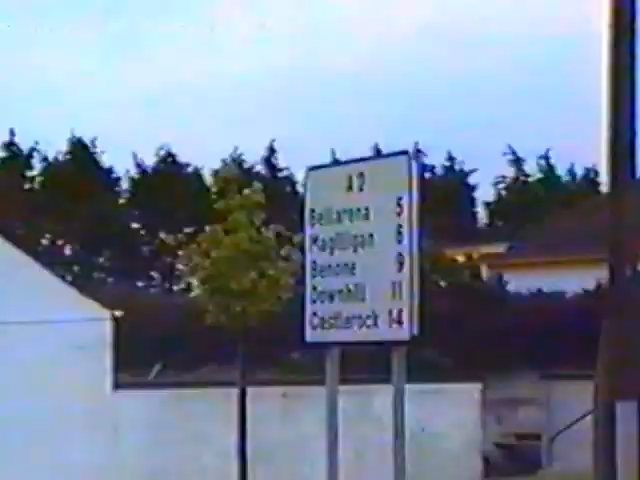 A2
Bellarena 5
Magilligan 6
Benone 9
Downhill 11
Castlerock 14